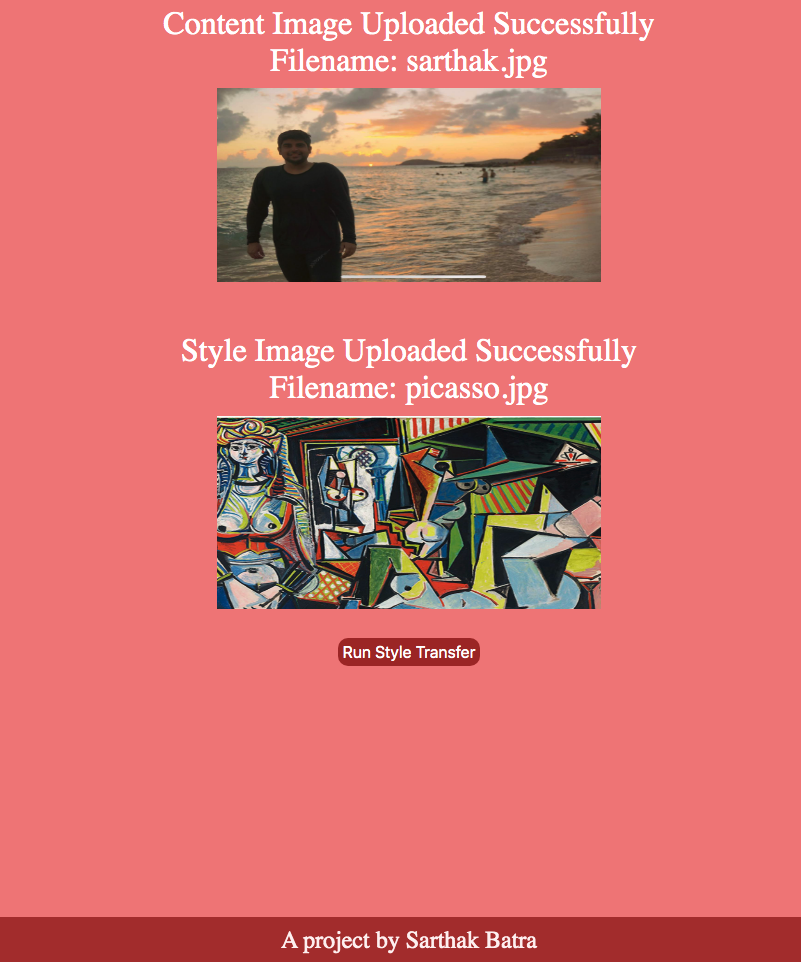 Content Image Uploaded Successfully
Filename: sarthak.jpg
Style Image Uploaded Successfully
Filename: picasso.jpg
Run Style Transfer
A project by Sarthak Batra